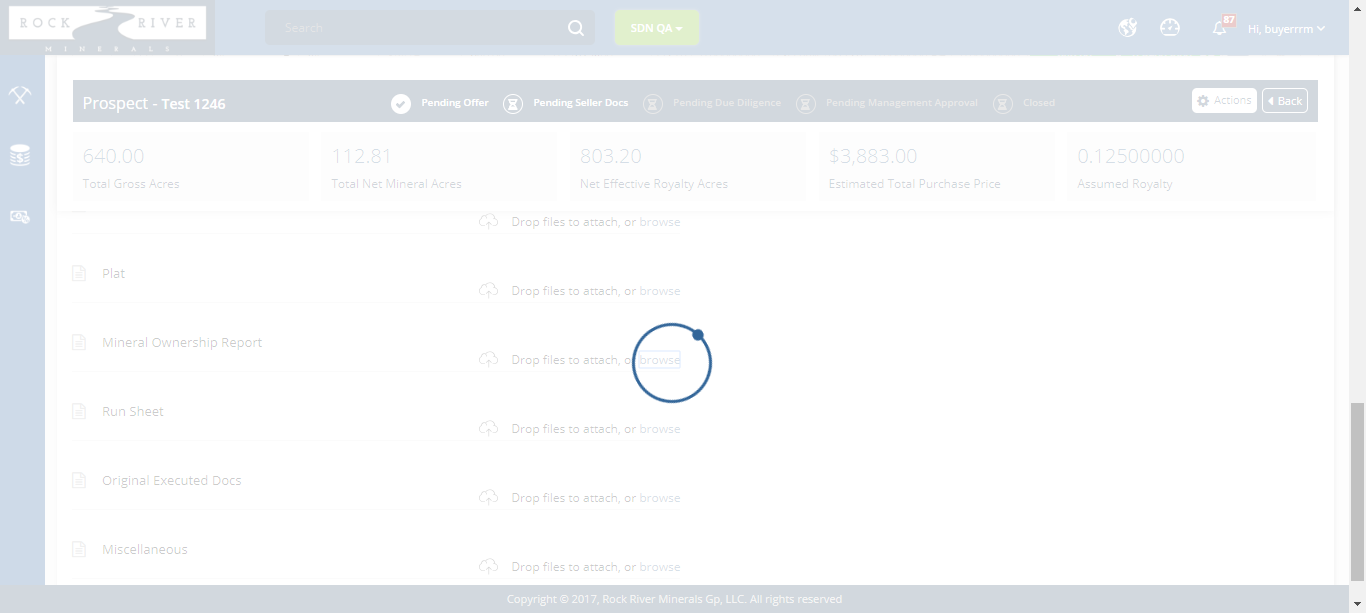 ROCK RIVER
MINERALS
Search
SDN QA
87
Hi, buyerrrm
Prospect - Test 1246
Pending Offer
Pending Seller Docs
Pending Due Diligence
Pending Management Approval
Closed
Actions
Back
640.00
Total Gross Acres
112.81
Total Net Mineral Acres
803.20
Net Effective Royalty Acres
$3,883.00
Estimated Total Purchase Price
0.12500000
Assumed Royalty
Drop files to attach, or browse
Plat
Drop files to attach, or browse
Mineral Ownership Report
Drop files to attach, or browse
Run Sheet
Drop files to attach, or browse
Original Executed Docs
Drop files to attach, or browse
Miscellaneous
Drop files to attach, or browse
Copyright © 2017, Rock River Minerals Gp, LLC. All rights reserved